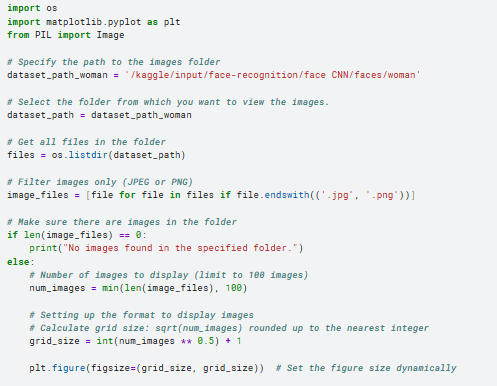 import os
import matplotlib.pyplot as plt
from PIL import Image
# Specify the path to the images folder
dataset_path_woman = '/kaggle/input/face-recognition/face CNN/faces/woman'
# Select the folder from which you want to view the images.
dataset_path = dataset_path_woman
# Get all files in the folder
files = os.listdir(dataset_path)
# Filter images only (JPEG or PNG)
image_files = [file for file in files if file.endswith(('.jpg', '.png'))]
# Make sure there are images in the folder
if len(image_files) == 0:
    print("No images found in the specified folder.")
else:
    # Number of images to display (limit to 100 images)
    num_images = min(len(image_files), 100)
    # Setting up the format to display images
    # Calculate grid size: sqrt(num_images) rounded up to the nearest integer
    grid_size = int(num_images ** 0.5) + 1
    plt.figure(figsize=(grid_size, grid_size))  # Set the figure size dynamically